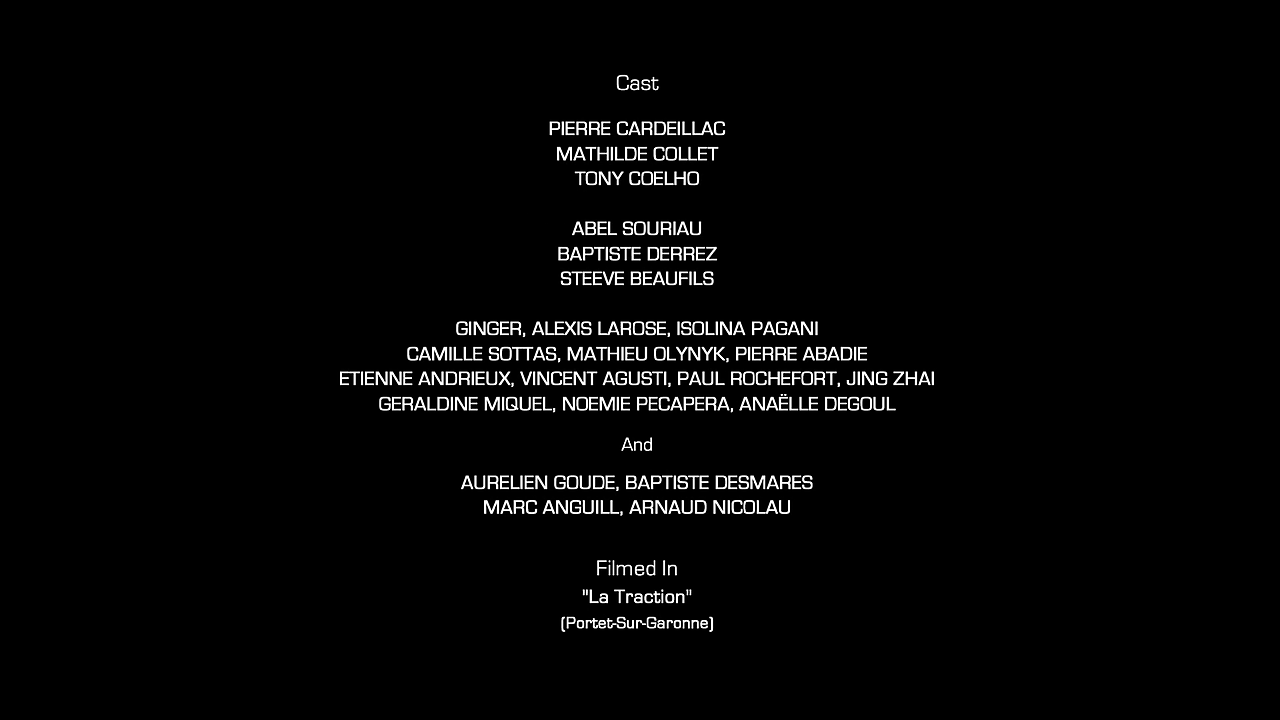 Cast
PIERRE CARDEILLAC
MATHILDE COLLET
TONY COELHO
ABEL SOURIAU
BAPTISTE DERREZ
STEEVE BEAUFILS
GINGER, ALEXIS LAROSE, ISOLINA PAGANI
CAMILLE SOTTAS, MATHIEU OLYNYK, PIERRE ABADIE
ETIENNE ANDRIEUX, VINCENT AGUSTI, PAUL ROCHEFORT, JING ZHAI
GERALDINE MIQUEL, NOEMIE PECAPERA, ANAËLLE DEGOUL
And
AURELIEN GOUDE, BAPTISTE DESMARES
MARC ANGUILL, ARNAUD NICOLAU
Filmed In
"La Traction"
(Portet-Sur-Garonne)